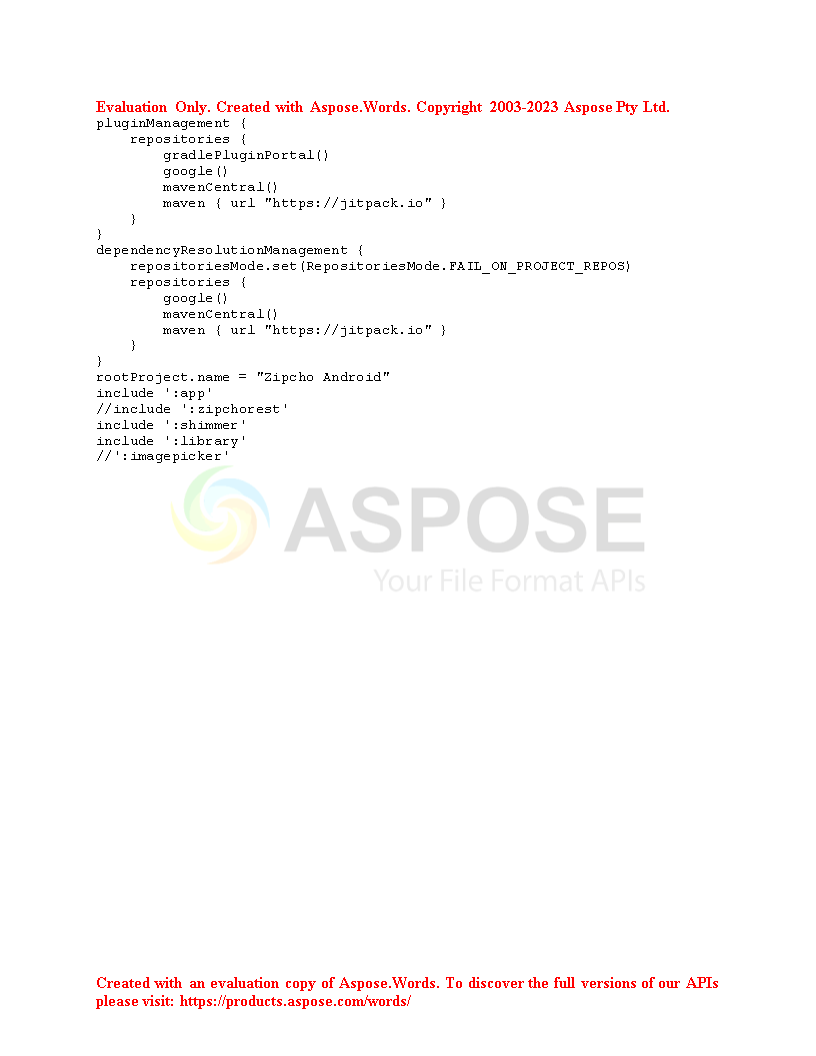 Evaluation Only. Created with Aspose.Words. Copyright 2003-2023 Aspose Pty Ltd.
pluginManagement {
    repositories {
        gradlePluginPortal()
        google()
        mavenCentral()
        maven { url "https://jitpack.io" }
    }
}
dependencyResolutionManagement {
    repositoriesMode.set(RepositoriesMode.FAIL_ON_PROJECT_REPOS)
    repositories {
        google()
        mavenCentral()
        maven { url "https://jitpack.io" }
    }
}
rootProject.name = "Zipcho Android"
include ':app'
//include ':zipchorest'
include ':shimmer'
include ':library'
//':imagepicker'
ASPOSE
Your File Format APIs
Created with an evaluation copy of Aspose.Words. To discover the full versions of our APIs
please visit: https://products.aspose.com/words/